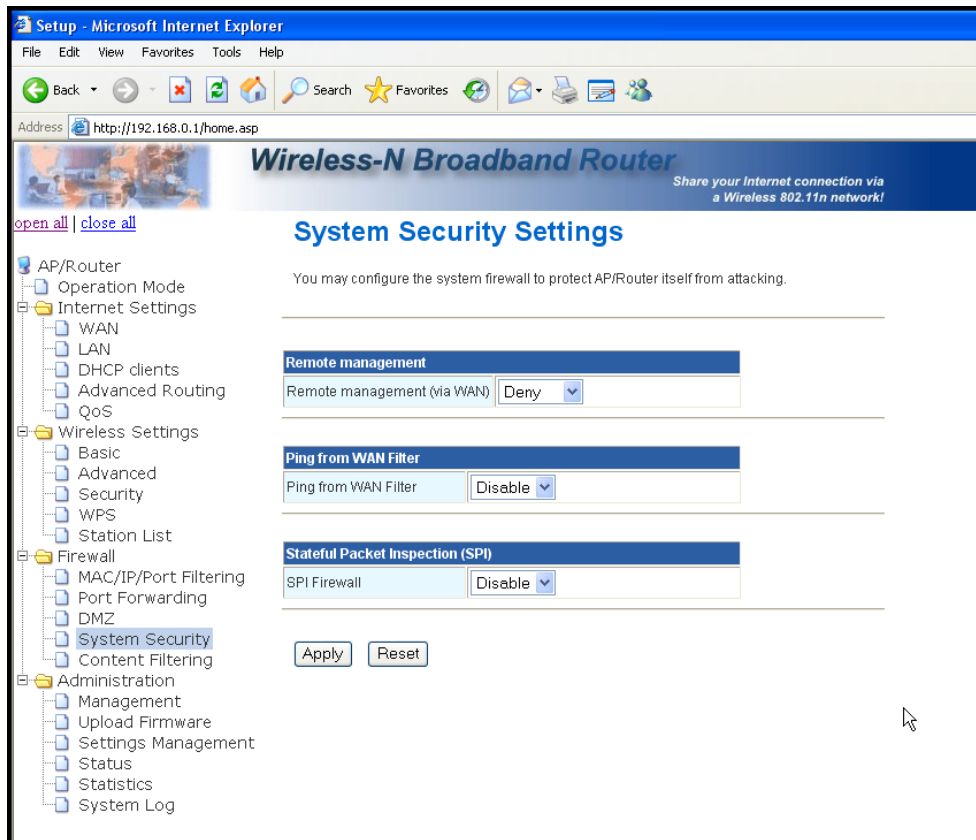 Setup - Microsoft Internet Explorer
File Edit View Favorites Tools Help
Back Search Favorites
Address http://192.168.0.1/home.asp
Wireless-N Broadband Router
Share your Internet connection via
a Wireless 802.11n network!
open all | close all
AP/Router
Operation Mode
Internet Settings
WAN
LAN
DHCP clients
Advanced Routing
QoS
Wireless Settings
Basic
Advanced
Security
WPS
Station List
Firewall
MAC/IP/Port Filtering
Port Forwarding
DMZ
System Security
Content Filtering
Administration
Management
Upload Firmware
Settings Management
Status
Statistics
System Log
System Security Settings
You may configure the system firewall to protect AP/Router itself from attacking.
Remote management
Remote management (via WAN) Deny
Ping from WAN Filter
Ping from WAN Filter Disable
Stateful Packet Inspection (SPI)
SPI Firewall Disable
Apply Reset